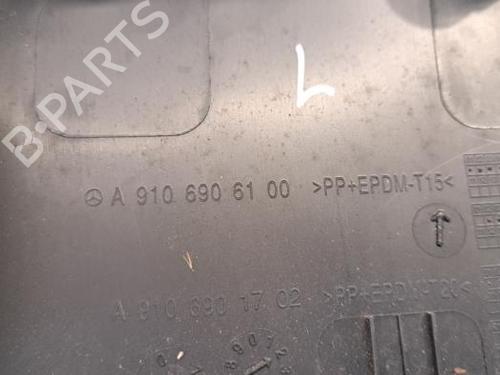 B-PARTS
L
A 910 690 61 00 >PP+EPDM-T15<
A 910 690 17 02 >PP+EPDM-T20<